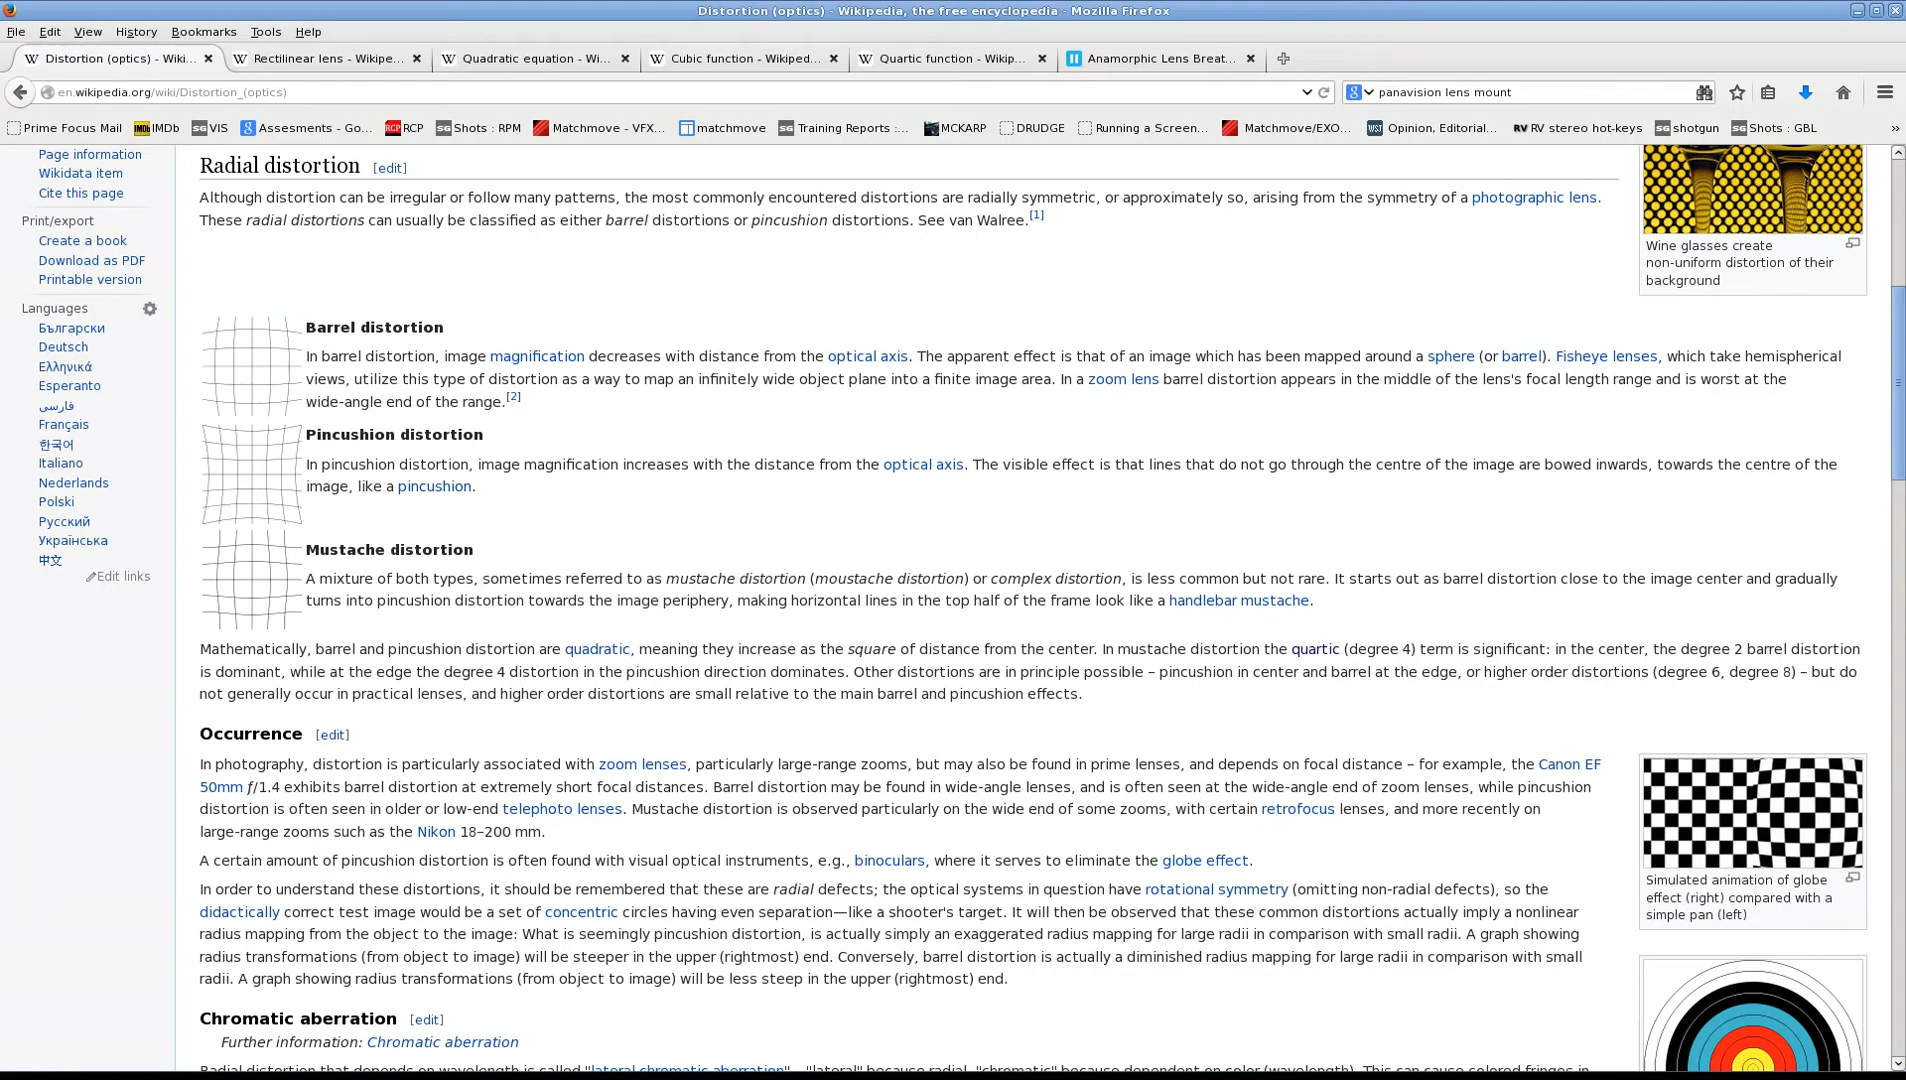 Distortion (optics) - Wikipedia, the free encyclopedia - Mozilla Firefox
File Edit View History Bookmarks Tools Help
Distortion (optics) - Wiki... Rectilinear lens - Wikipe... Quadratic equation - Wi... Cubic function - Wikiped... Quartic function - Wikip... Anamorphic Lens Breat...
en.wikipedia.org/wiki/Distortion_(optics) panavision lens mount
Prime Focus Mail IMDb IMDb SG VIS Assesments - Go... RCP RCP SG Shots : RPM Matchmove - VFX... matchmove SG Training Reports :... MCKARP DRUDGE Running a Screen... Matchmove/EXO... WSJ Opinion, Editorial... RV RV stereo hot-keys SG shotgun SG Shots : GBL »
Page information
Wikidata item
Cite this page
Print/export
Create a book
Download as PDF
Printable version
Languages
Български
Deutsch
Ελληνικά
Esperanto
فارسی
Français
한국어
Italiano
Nederlands
Polski
Русский
Українська
中文
Edit links
Radial distortion [edit]
Although distortion can be irregular or follow many patterns, the most commonly encountered distortions are radially symmetric, or approximately so, arising from the symmetry of a photographic lens.
These radial distortions can usually be classified as either barrel distortions or pincushion distortions. See van Walree.[1]
Wine glasses create
non-uniform distortion of their
background
Barrel distortion
In barrel distortion, image magnification decreases with distance from the optical axis. The apparent effect is that of an image which has been mapped around a sphere (or barrel). Fisheye lenses, which take hemispherical
views, utilize this type of distortion as a way to map an infinitely wide object plane into a finite image area. In a zoom lens barrel distortion appears in the middle of the lens's focal length range and is worst at the
wide-angle end of the range.[2]
Pincushion distortion
In pincushion distortion, image magnification increases with the distance from the optical axis. The visible effect is that lines that do not go through the centre of the image are bowed inwards, towards the centre of the
image, like a pincushion.
Mustache distortion
A mixture of both types, sometimes referred to as mustache distortion (moustache distortion) or complex distortion, is less common but not rare. It starts out as barrel distortion close to the image center and gradually
turns into pincushion distortion towards the image periphery, making horizontal lines in the top half of the frame look like a handlebar mustache.
Mathematically, barrel and pincushion distortion are quadratic, meaning they increase as the square of distance from the center. In mustache distortion the quartic (degree 4) term is significant: in the center, the degree 2 barrel distortion
is dominant, while at the edge the degree 4 distortion in the pincushion direction dominates. Other distortions are in principle possible – pincushion in center and barrel at the edge, or higher order distortions (degree 6, degree 8) – but do
not generally occur in practical lenses, and higher order distortions are small relative to the main barrel and pincushion effects.
Occurrence [edit]
In photography, distortion is particularly associated with zoom lenses, particularly large-range zooms, but may also be found in prime lenses, and depends on focal distance – for example, the Canon EF
50mm ƒ/1.4 exhibits barrel distortion at extremely short focal distances. Barrel distortion may be found in wide-angle lenses, and is often seen at the wide-angle end of zoom lenses, while pincushion
distortion is often seen in older or low-end telephoto lenses. Mustache distortion is observed particularly on the wide end of some zooms, with certain retrofocus lenses, and more recently on
large-range zooms such as the Nikon 18–200 mm.
A certain amount of pincushion distortion is often found with visual optical instruments, e.g., binoculars, where it serves to eliminate the globe effect.
In order to understand these distortions, it should be remembered that these are radial defects; the optical systems in question have rotational symmetry (omitting non-radial defects), so the
didactically correct test image would be a set of concentric circles having even separation—like a shooter's target. It will then be observed that these common distortions actually imply a nonlinear
radius mapping from the object to the image: What is seemingly pincushion distortion, is actually simply an exaggerated radius mapping for large radii in comparison with small radii. A graph showing
radius transformations (from object to image) will be steeper in the upper (rightmost) end. Conversely, barrel distortion is actually a diminished radius mapping for large radii in comparison with small
radii. A graph showing radius transformations (from object to image) will be less steep in the upper (rightmost) end.
Simulated animation of globe
effect (right) compared with a
simple pan (left)
Chromatic aberration [edit]
Further information: Chromatic aberration
Radial distortion that depends on wavelength is called "lateral chromatic aberration" – "lateral" because radial, "chromatic" because dependent on color (wavelength). This can cause colored fringes in